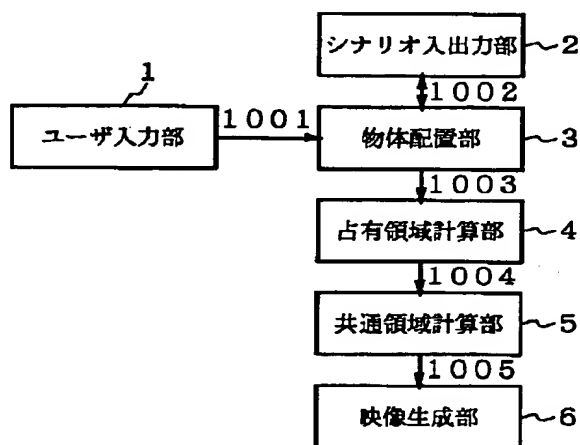 シナリオ入出力部 2
1
1002
ユーザ入力部
1001
物体配置部 3
1003
占有領域計算部 4
1004
共通領域計算部 5
1005
映像生成部 6